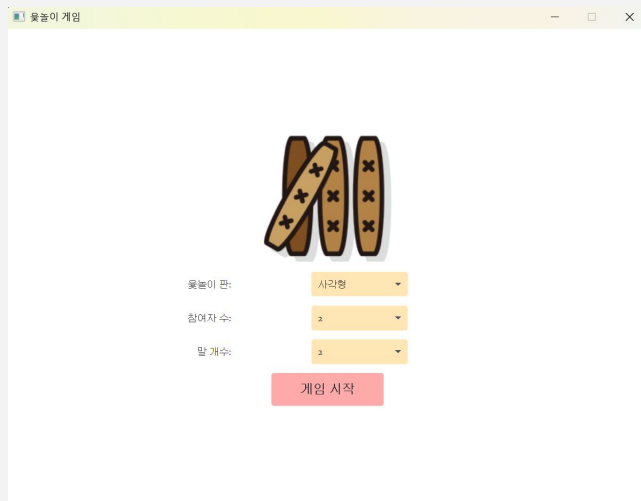 윷놀이 게임
윷놀이 판: 사각형
참여자 수: 2
말 개수: 2
게임 시작